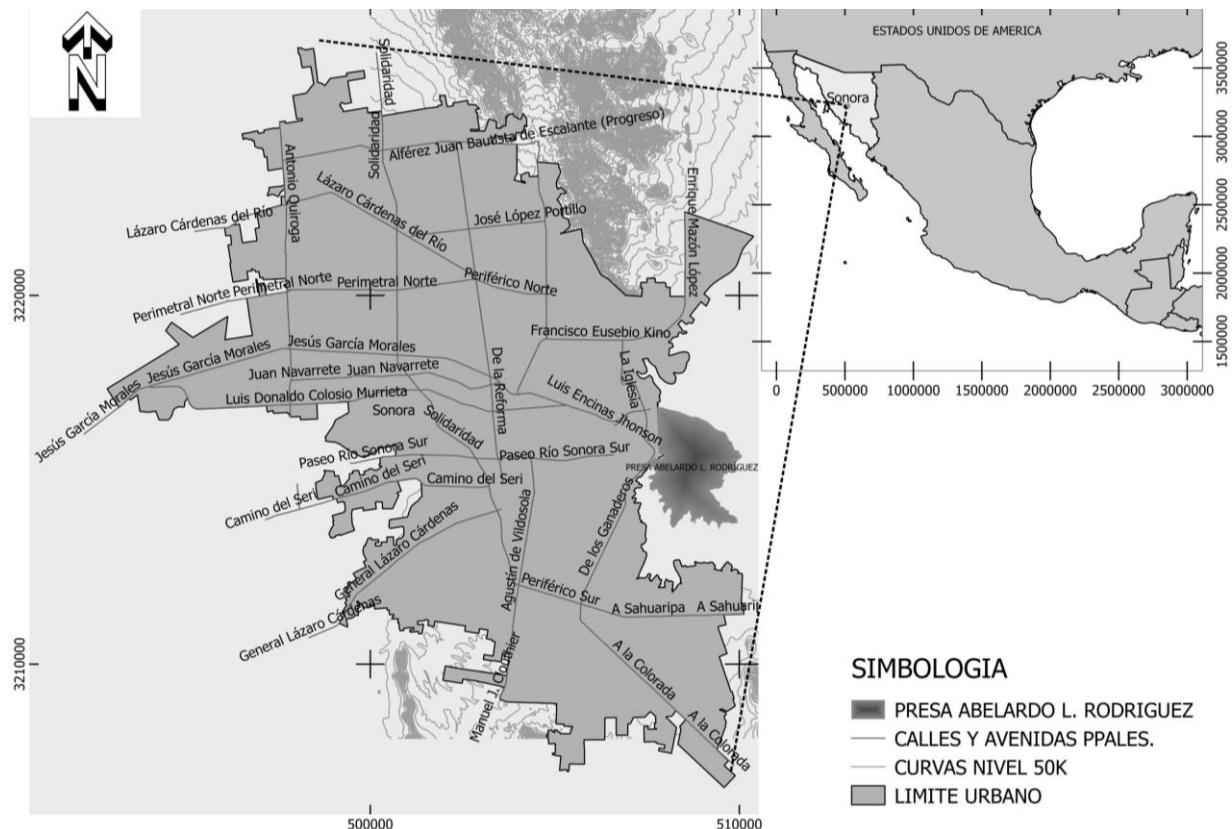 N
Solidaridad
Solidaridad
Alférez Juan Bautista de Escalante (Progreso)
Antonio Quiroga
Enrique Mazón López
Lázaro Cárdenas del Río
Lázaro Cárdenas del Río
José López Portillo
Periférico Norte
Perimetral Norte
Perimetral Norte
Perimetral Norte
Francisco Eusebio Kino
Jesús García Morales
Jesús García Morales
Jesús García Morales
Juan Navarrete
Juan Navarrete
De la Reforma
La Iglesia
Luis Encinas Jhonson
Luis Donaldo Colosio Murrieta
Sonora
Solidaridad
Paseo Río Sonora Sur
Paseo Río Sonora Sur
PRESA ABELARDO L. RODRIGUEZ
Camino del Seri
Camino del Seri
Camino del Seri
De los Ganaderos
General Lázaro Cárdenas
General Lázaro Cárdenas
Agustín de Vildosola
Periférico Sur
A Sahuaripa
A Sahuari
A la Colorada
A la Colorada
Manuel J. Clouthier
3220000
3210000
500000
510000
ESTADOS UNIDOS DE AMERICA
Sonora
3500000
3000000
2500000
2000000
1500000
0
500000
1000000
1500000
2000000
2500000
3000000
SIMBOLOGIA
PRESA ABELARDO L. RODRIGUEZ
CALLES Y AVENIDAS PPALES.
CURVAS NIVEL 50K
LIMITE URBANO